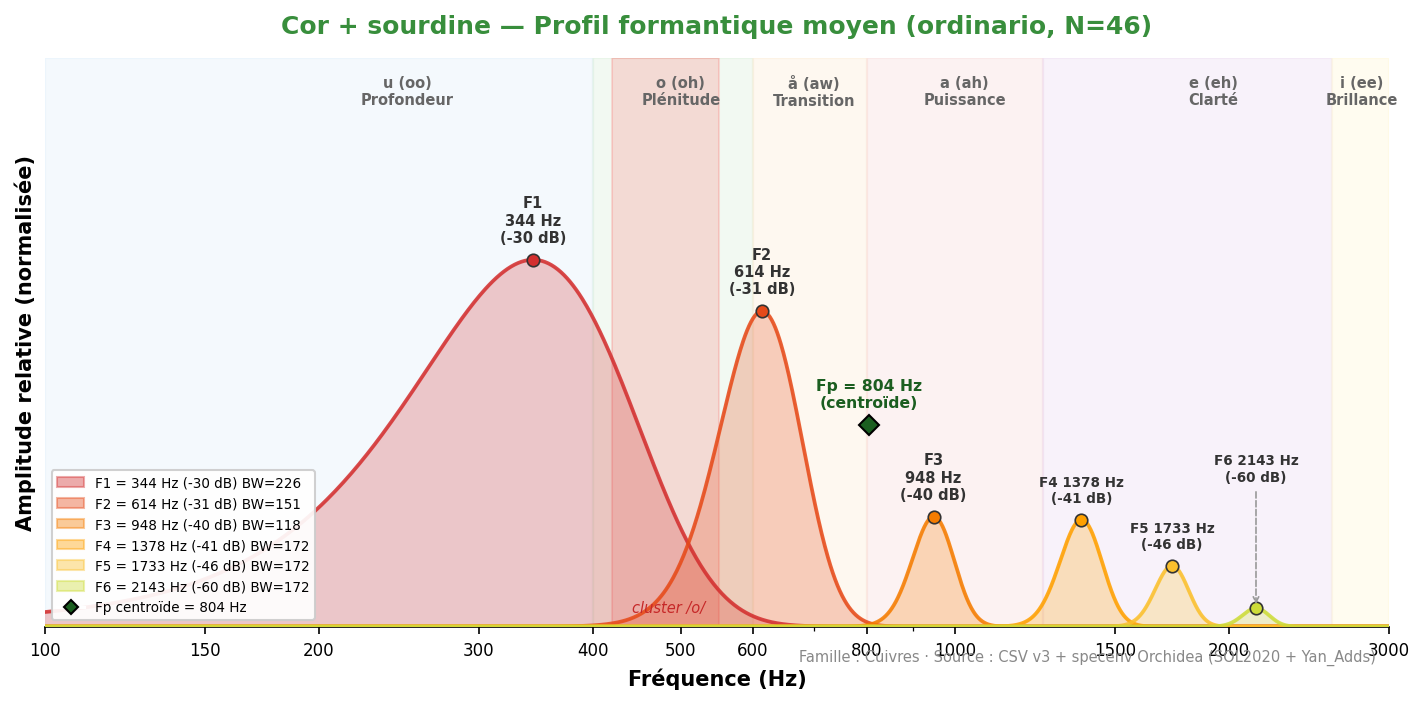 Cor + sourdine — Profil formantique moyen (ordinario, N=46)
u (oo)
Profondeur
o (oh)
Plénitude
å (aw)
Transition
a (ah)
Puissance
e (eh)
Clarté
i (ee)
Brillance
Amplitude relative (normalisée)
F1
344 Hz
(-30 dB)
F2
614 Hz
(-31 dB)
Fp = 804 Hz
(centroïde)
F3
948 Hz
(-40 dB)
F4 1378 Hz
(-41 dB)
F5 1733 Hz
(-46 dB)
F6 2143 Hz
(-60 dB)
F1 = 344 Hz (-30 dB) BW=226
F2 = 614 Hz (-31 dB) BW=151
F3 = 948 Hz (-40 dB) BW=118
F4 = 1378 Hz (-41 dB) BW=172
F5 = 1733 Hz (-46 dB) BW=172
F6 = 2143 Hz (-60 dB) BW=172
Fp centroïde = 804 Hz
cluster /o/
100 150 200 300 400 500 600 800 1000 1500 2000 3000
Famille : Cuivres · Source : CSV v3 + specenv Orchidea (SOL2020 + Yan_Adds)
Fréquence (Hz)